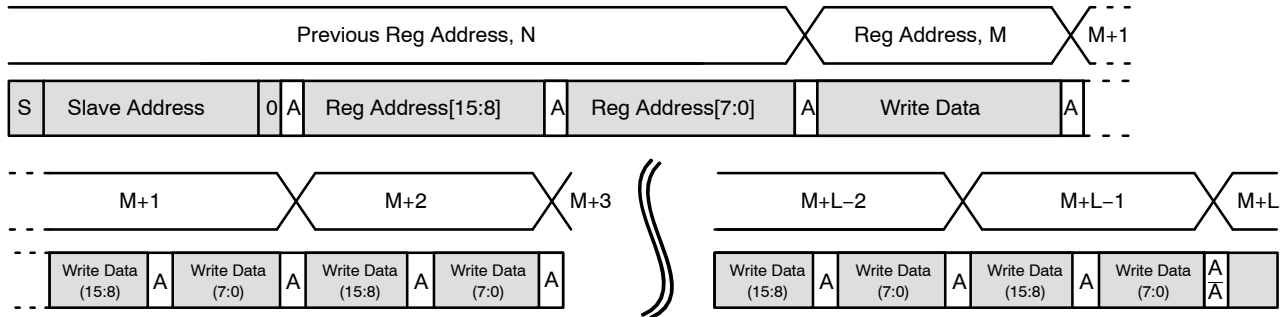 Previous Reg Address, N Reg Address, M M+1
S Slave Address 0 A Reg Address[15:8] A Reg Address[7:0] A Write Data A
M+1 M+2 M+3 M+L−2 M+L−1 M+L
Write Data A Write Data A Write Data A Write Data A Write Data A Write Data A Write Data A Write Data A
(15:8) (7:0) (15:8) (7:0) (15:8) (7:0) (15:8) (7:0) A̅